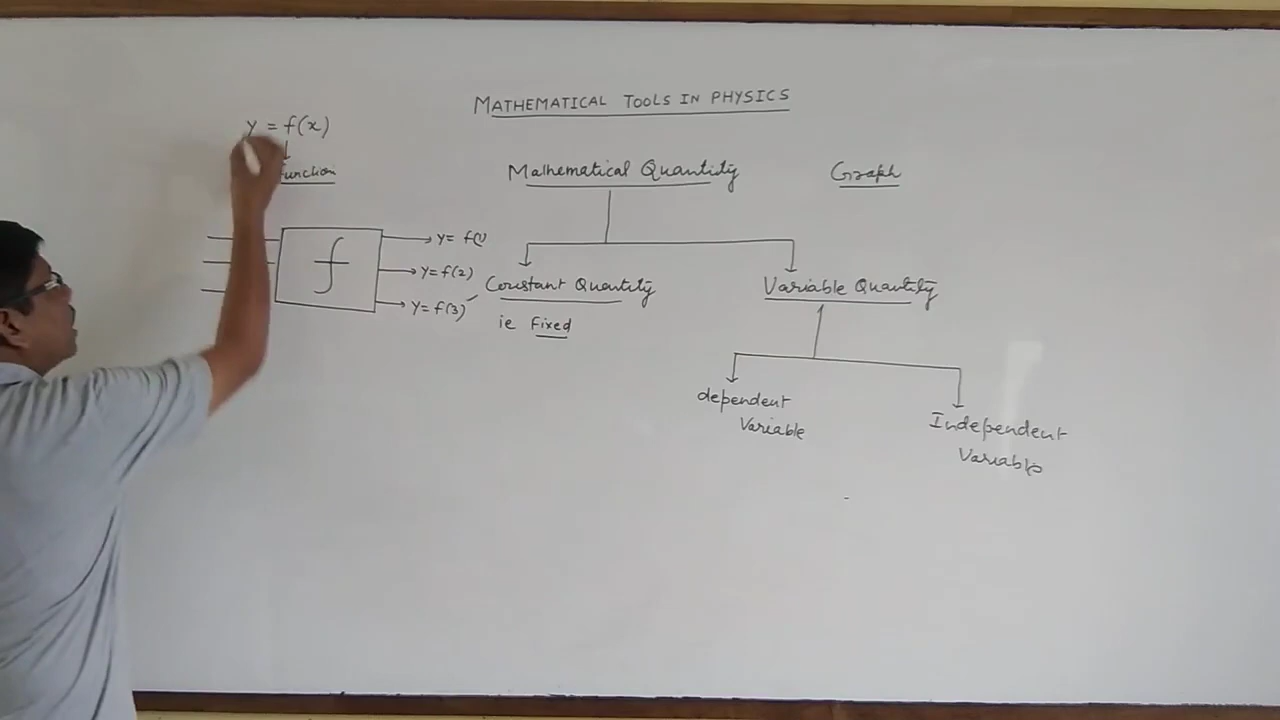 MATHEMATICAL TOOLS IN PHYSICS
y = f(x)
function
Mathematical Quantity
Graph
f
y= f(1)
y= f(2)
y= f(3)
Constant Quantity
ie Fixed
Variable Quantity
dependent
Variable
Independent
Variable